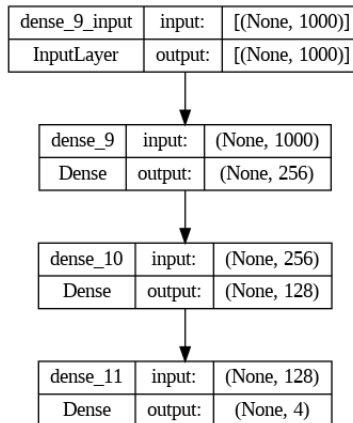 dense_9_input input: [(None, 1000)]
InputLayer output: [(None, 1000)]
dense_9 input: (None, 1000)
Dense output: (None, 256)
dense_10 input: (None, 256)
Dense output: (None, 128)
dense_11 input: (None, 128)
Dense output: (None, 4)